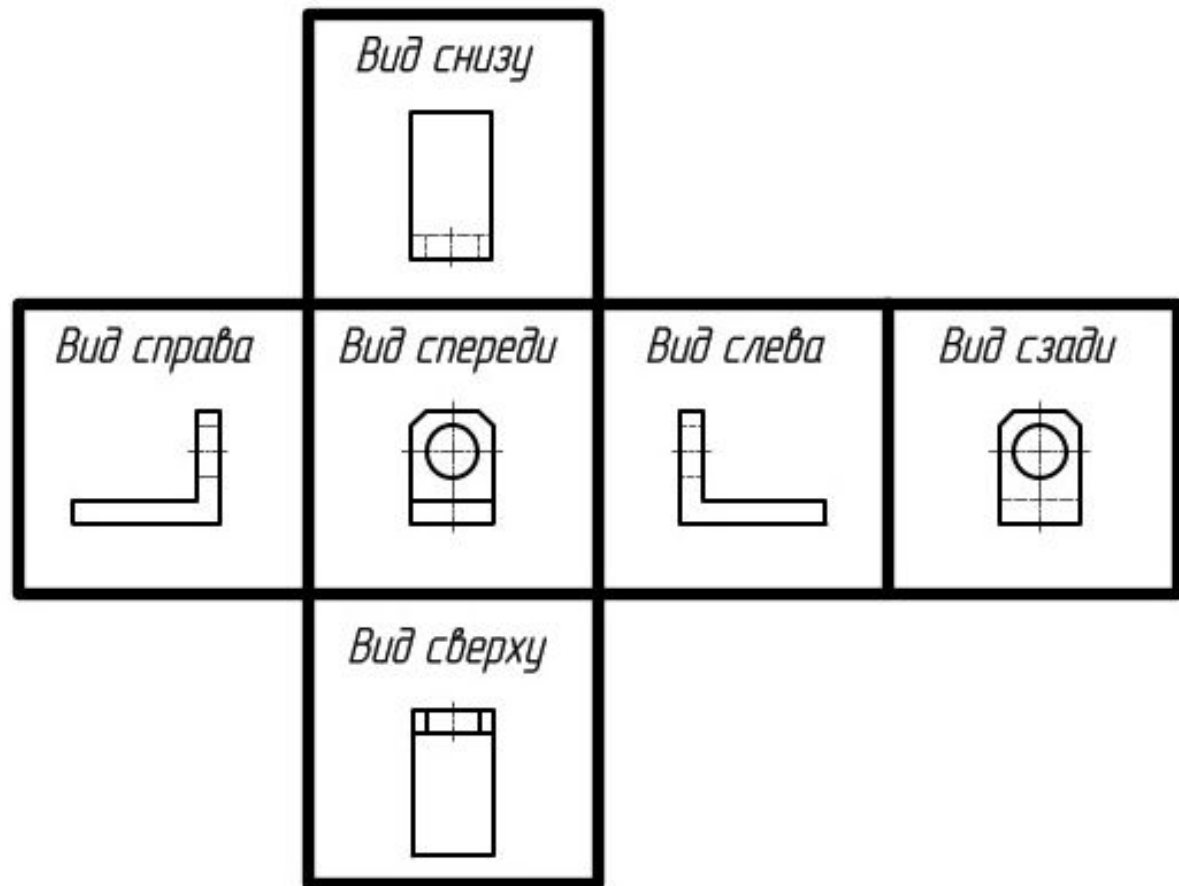 Вид снизу
Вид справа
Вид спереди
Вид слева
Вид сзади
Вид сверху